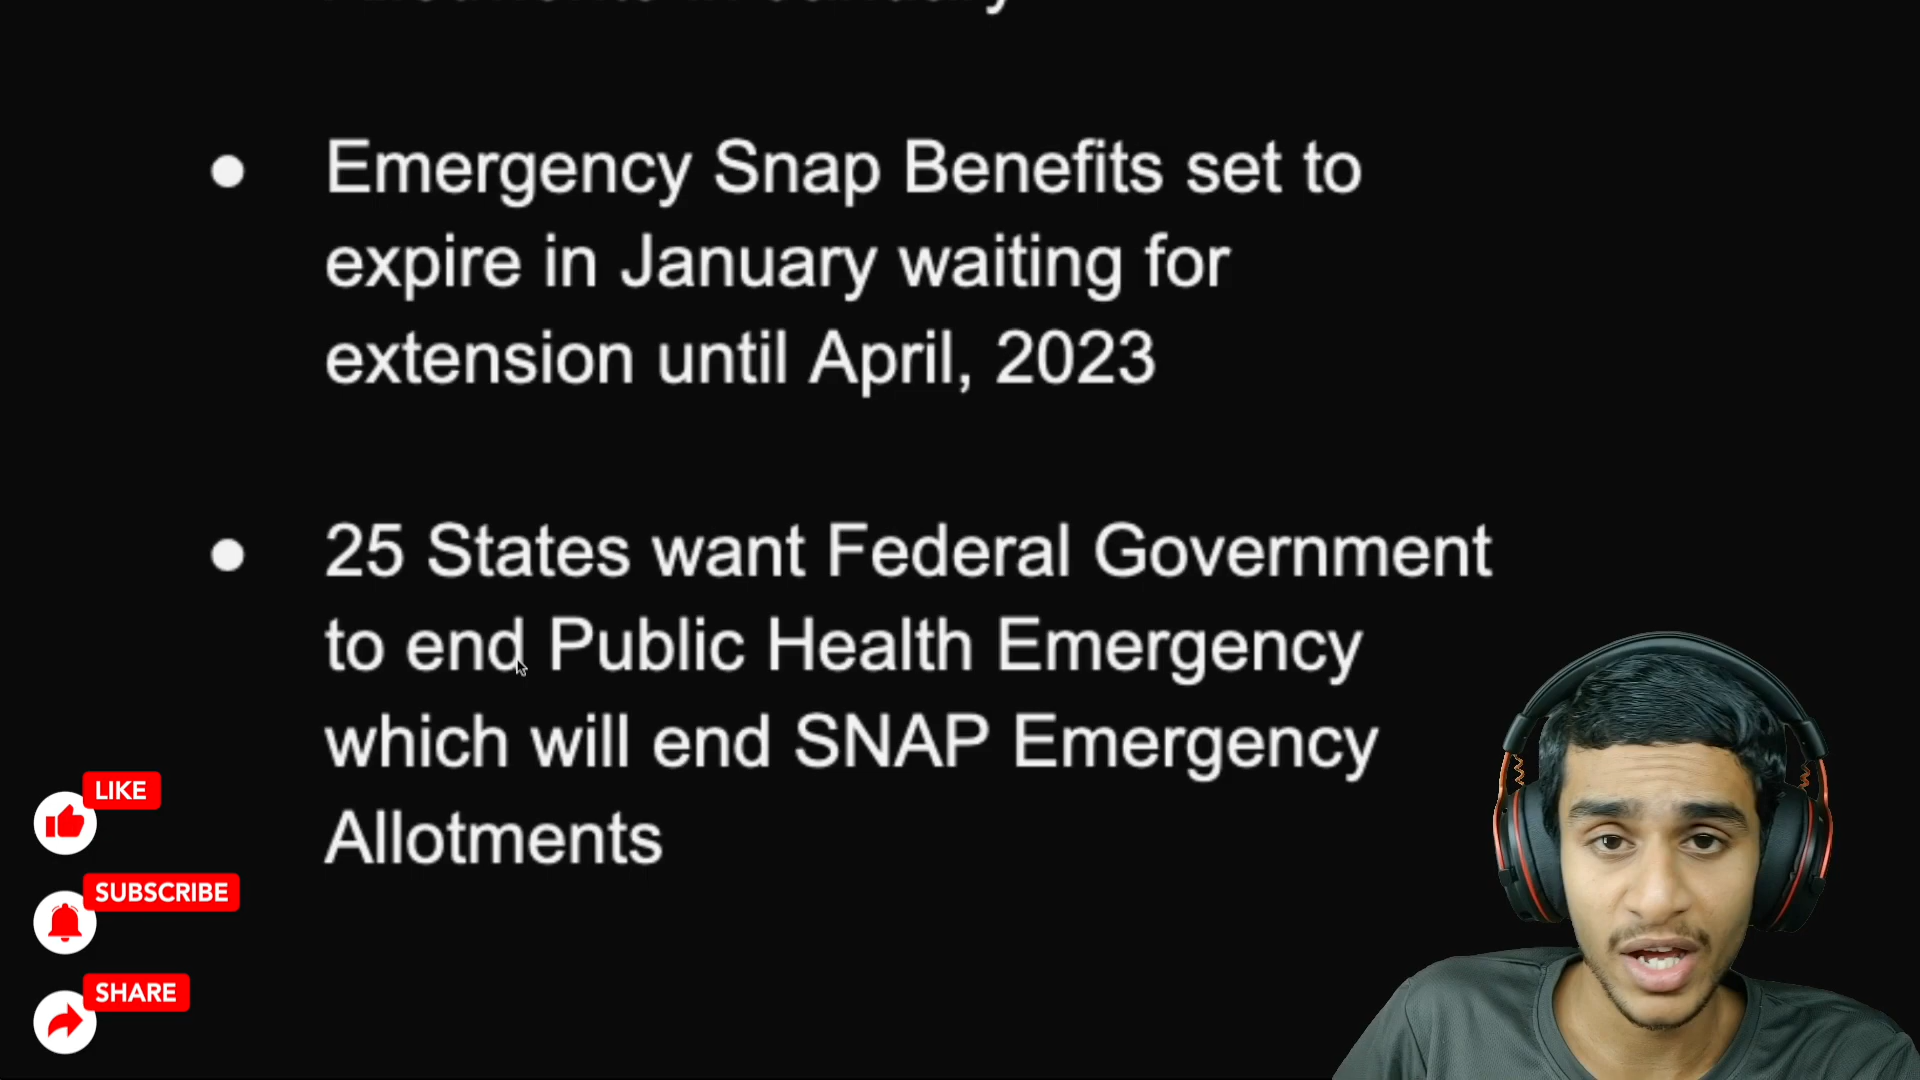 Emergency Snap Benefits set to
expire in January waiting for
extension until April, 2023
25 States want Federal Government
to end Public Health Emergency
which will end SNAP Emergency
Allotments
LIKE
SUBSCRIBE
SHARE